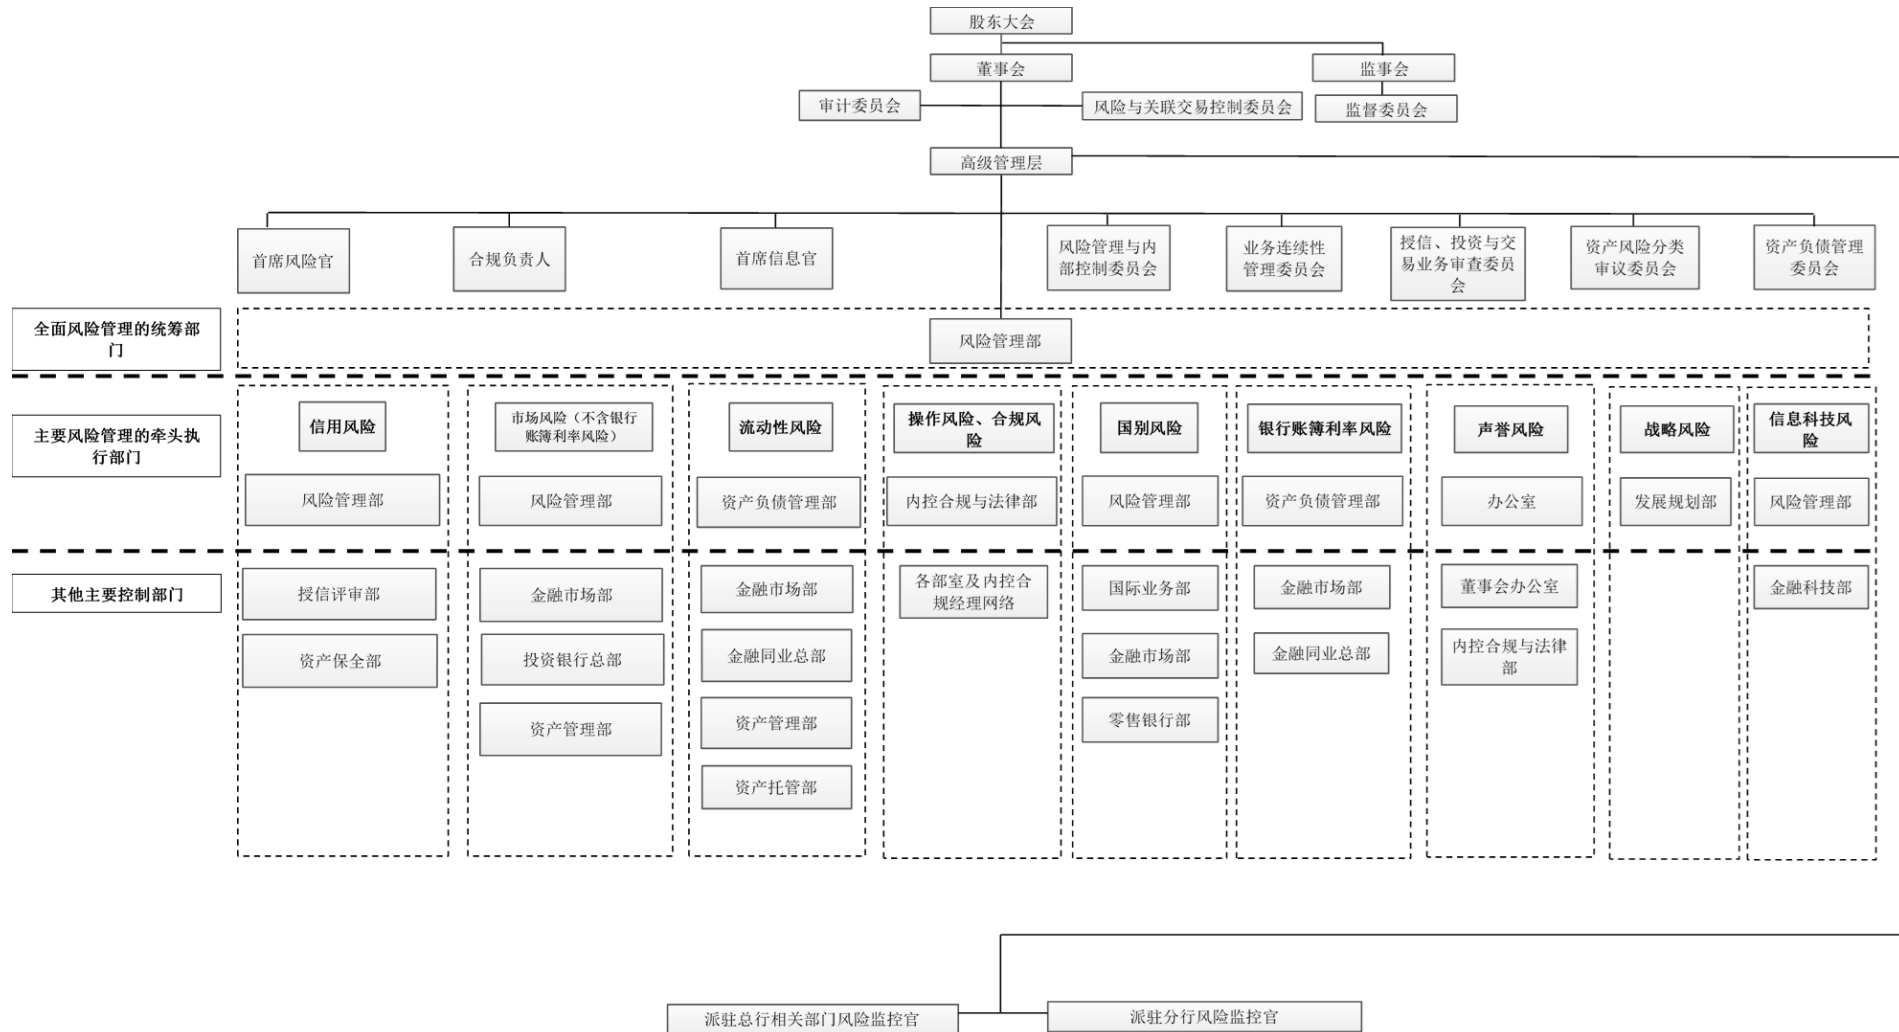 股东大会
董事会
监事会
审计委员会
风险与关联交易控制委员会
监督委员会
高级管理层
首席风险官
合规负责人
首席信息官
风险管理与内
部控制委员会
业务连续性
管理委员会
授信、投资与交
易业务审查委员
会
资产风险分类
审议委员会
资产负债管理
委员会
全面风险管理的统筹部
门
风险管理部
主要风险管理的牵头执
行部门
信用风险
市场风险（不含银行
账簿利率风险）
流动性风险
操作风险、合规风
险
国别风险
银行账簿利率风险
声誉风险
战略风险
信息科技风
险
风险管理部
风险管理部
资产负债管理部
内控合规与法律部
风险管理部
资产负债管理部
办公室
发展规划部
风险管理部
其他主要控制部门
授信评审部
金融市场部
金融市场部
各部室及内控合
规经理网络
国际业务部
金融市场部
董事会办公室
金融科技部
资产保全部
投资银行总部
金融同业总部
金融市场部
金融同业总部
内控合规与法律
部
资产管理部
资产管理部
零售银行部
资产托管部
派驻总行相关部门风险监控官
派驻分行风险监控官